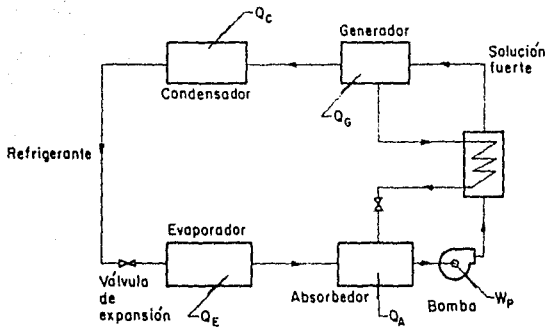 Q_C
Generador
Solución
fuerte
Condensador
Q_G
Refrigerante
Evaporador
Válvula
de
expansión
Q_E
Absorbedor
Q_A
Bomba
W_P